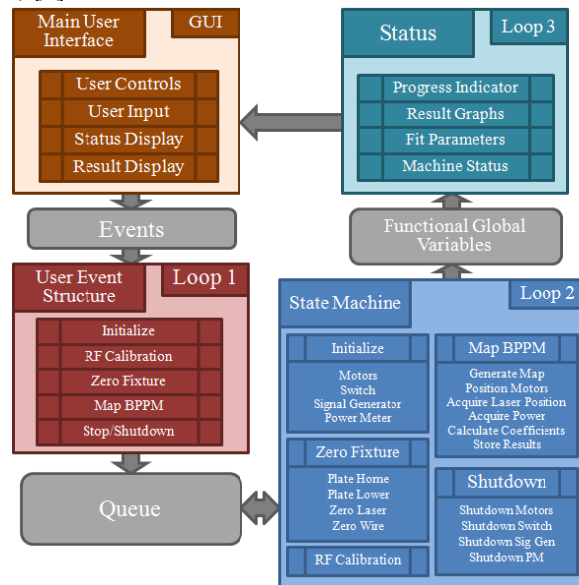 Main User
Interface
GUI
User Controls
User Input
Status Display
Result Display
Status
Loop 3
Progress Indicator
Result Graphs
Fit Parameters
Machine Status
Events
Functional Global
Variables
User Event
Structure
Loop 1
Initialize
RF Calibration
Zero Fixture
Map BPPM
Stop/Shutdown
State Machine
Loop 2
Initialize
Motors
Switch
Signal Generator
Power Meter
Zero Fixture
Plate Home
Plate Lower
Zero Laser
Zero Wire
RF Calibration
Map BPPM
Generate Map
Position Motors
Acquire Laser Position
Acquire Power
Calculate Coefficients
Store Results
Shutdown
Shutdown Motors
Shutdown Switch
Shutdown Sig Gen
Shutdown PM
Queue